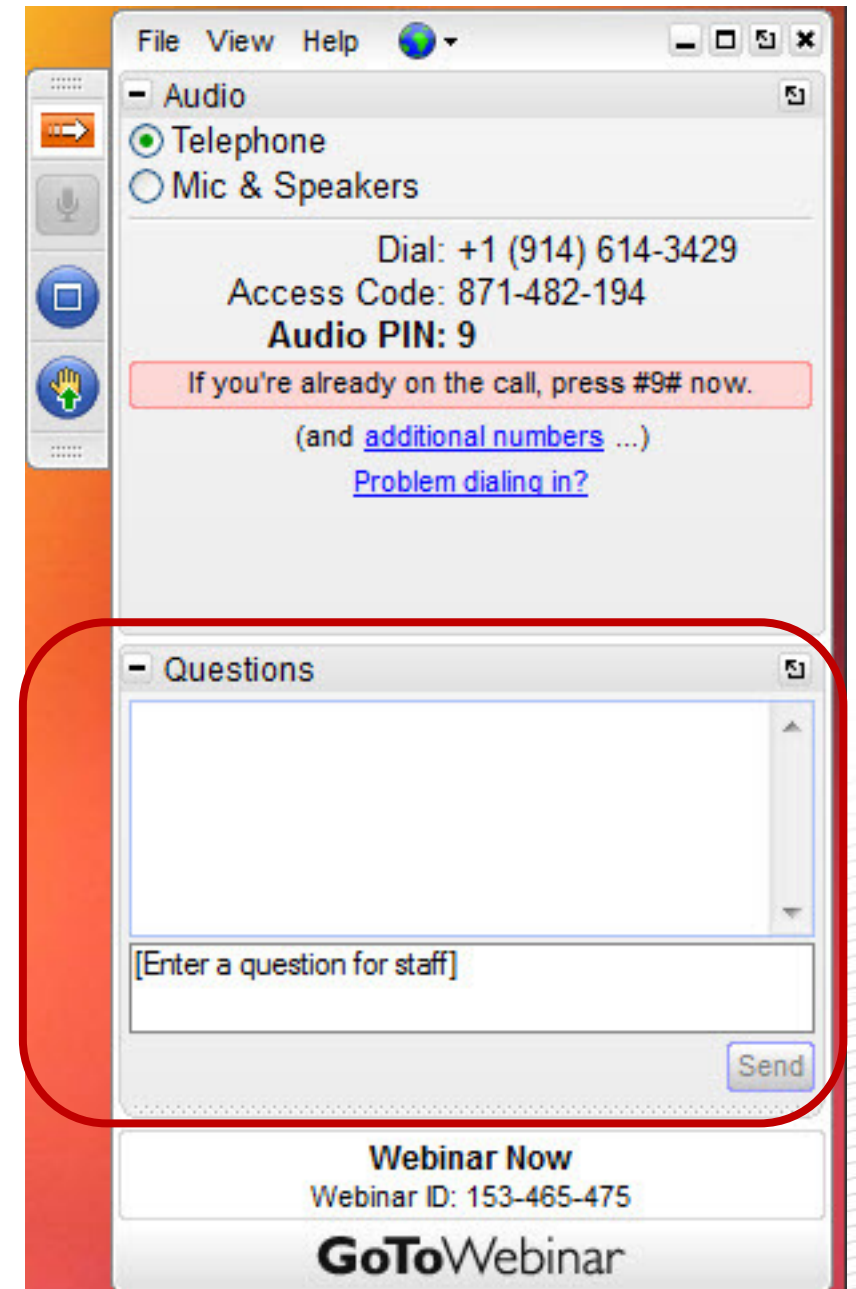 File View Help
Audio
Telephone
Mic & Speakers
Dial: +1 (914) 614-3429
Access Code: 871-482-194
Audio PIN: 9
If you're already on the call, press #9# now.
(and additional numbers ...)
Problem dialing in?
Questions
[Enter a question for staff]
Send
Webinar Now
Webinar ID: 153-465-475
GoToWebinar